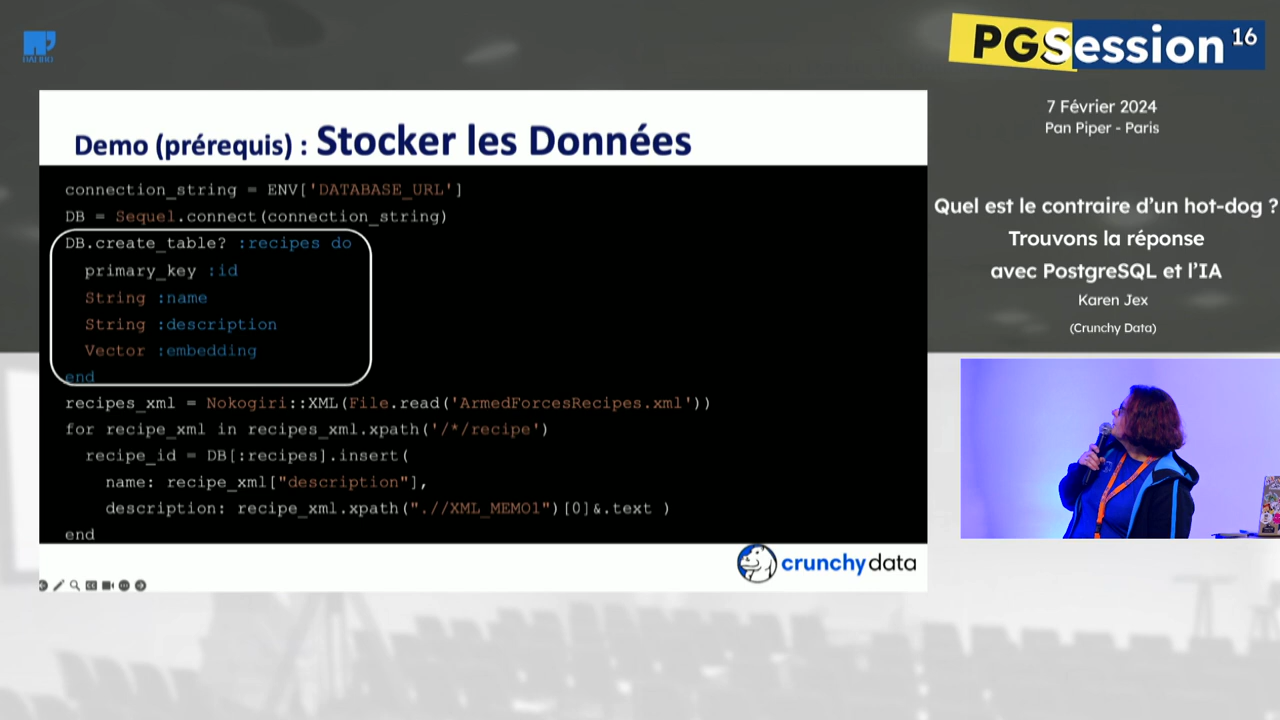 PGSession 16
7 Février 2024
Pan Piper - Paris
Demo (prérequis) : Stocker les Données
connection_string = ENV['DATABASE_URL']
DB = Sequel.connect(connection_string)
DB.create_table? :recipes do
primary_key :id
String :name
String :description
Vector :embedding
end
recipes_xml = Nokogiri::XML(File.read('ArmedForcesRecipes.xml'))
for recipe_xml in recipes_xml.xpath('/*/recipe')
recipe_id = DB[:recipes].insert(
name: recipe_xml["description"],
description: recipe_xml.xpath(".//XML_MEMO1")[0]&.text )
end
crunchydata
Quel est le contraire d'un hot-dog ?
Trouvons la réponse
avec PostgreSQL et l'IA
Karen Jex
(Crunchy Data)